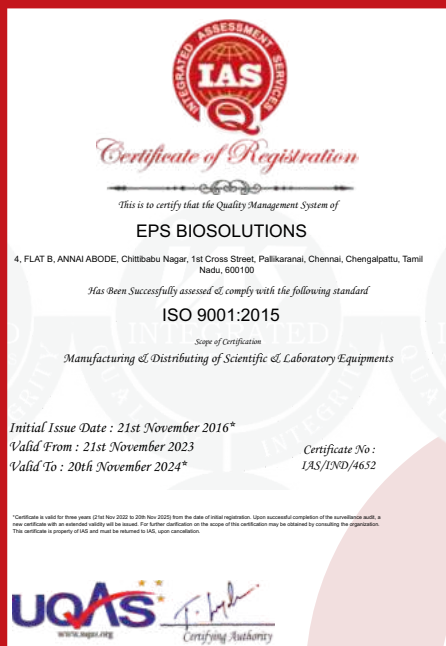 INTEGRATED ASSESSMENT SERVICES
IAS
Q
Certificate of Registration
This is to certify that the Quality Management System of
EPS BIOSOLUTIONS
4, FLAT B, ANNAI ABODE, Chittibabu Nagar, 1st Cross Street, Pallikaranai, Chennai, Chengalpattu, Tamil
Nadu, 600100
Has Been Successfully assessed & comply with the following standard
ISO 9001:2015
Scope of Certification
Manufacturing & Distributing of Scientific & Laboratory Equipments
Initial Issue Date : 21st November 2016*
Valid From : 21st November 2023
Valid To : 20th November 2024*
Certificate No :
IAS/IND/4652
*Certificate is valid for three years (21st Nov 2022 to 20th Nov 2025) from the date of initial registration. Upon successful completion of the surveillance audit, a
new certificate with an extended validity will be issued. For further clarification on the scope of this certification may be obtained by consulting the organization.
This certificate is property of IAS and must be returned to IAS, upon cancellation.
UQAS
www.uqas.org
Certifying Authority